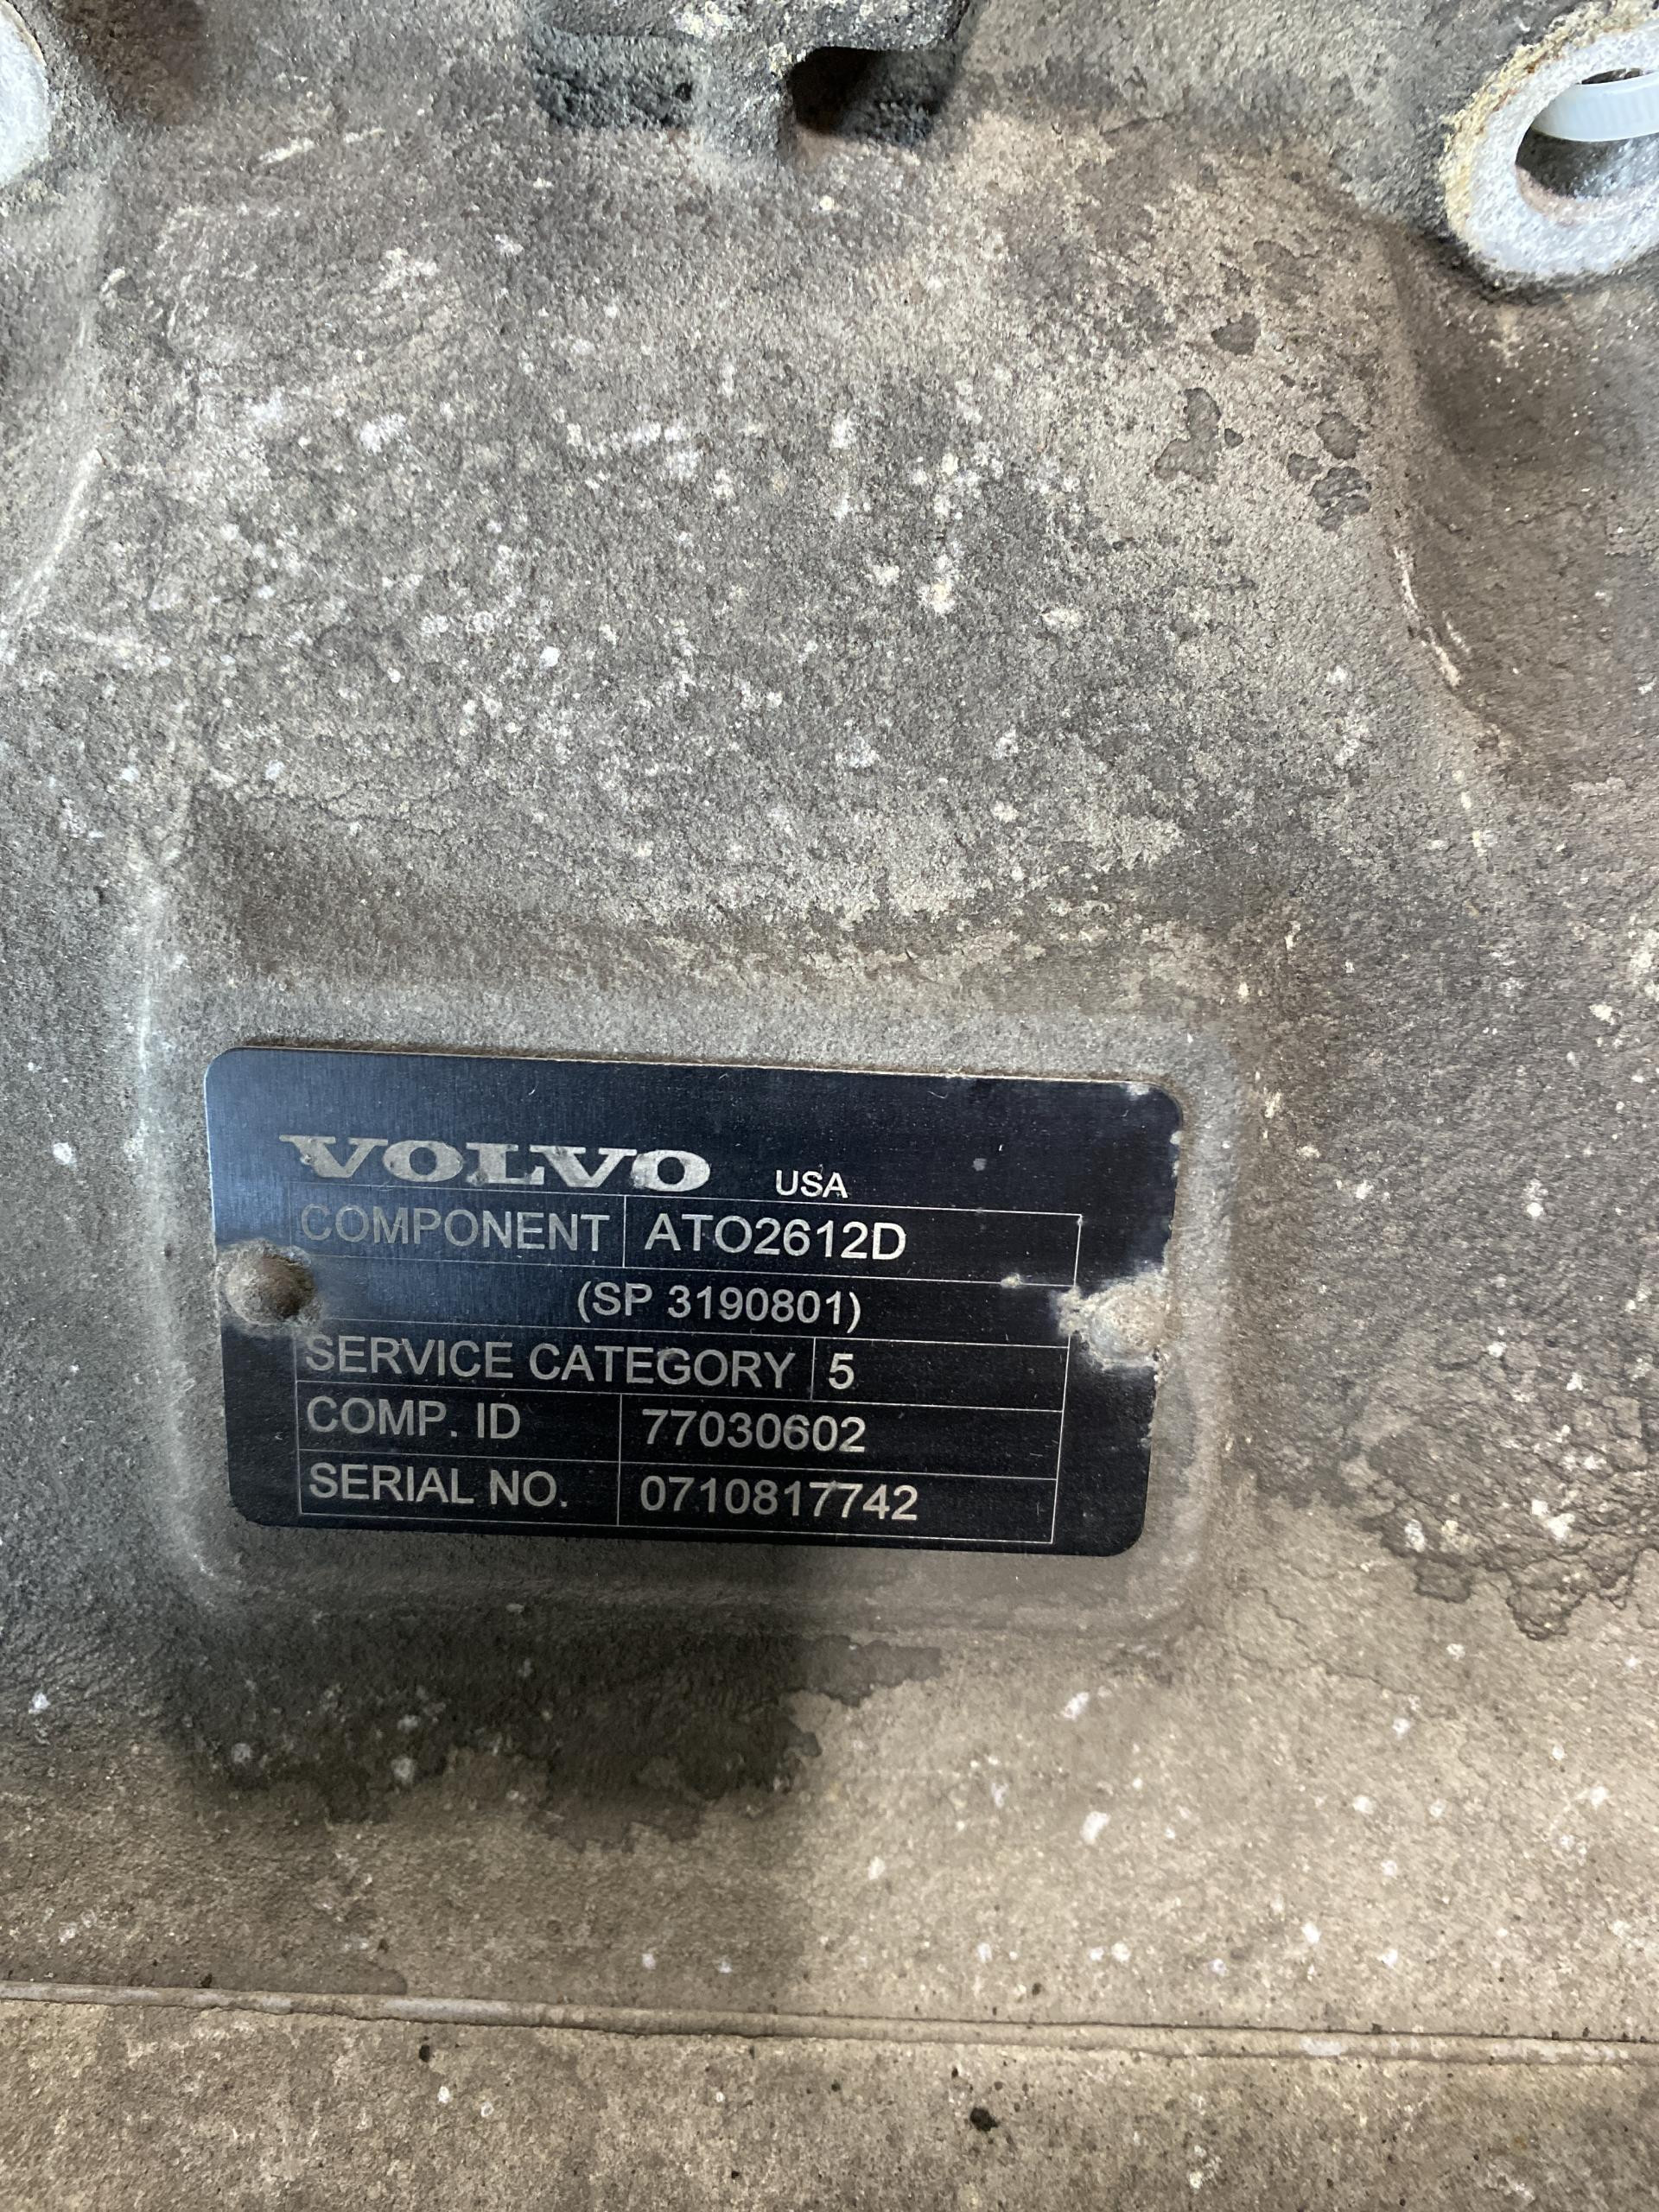 VOLVO USA
COMPONENT ATO2612D
(SP 3190801)
SERVICE CATEGORY 5
COMP. ID 77030602
SERIAL NO. 0710817742